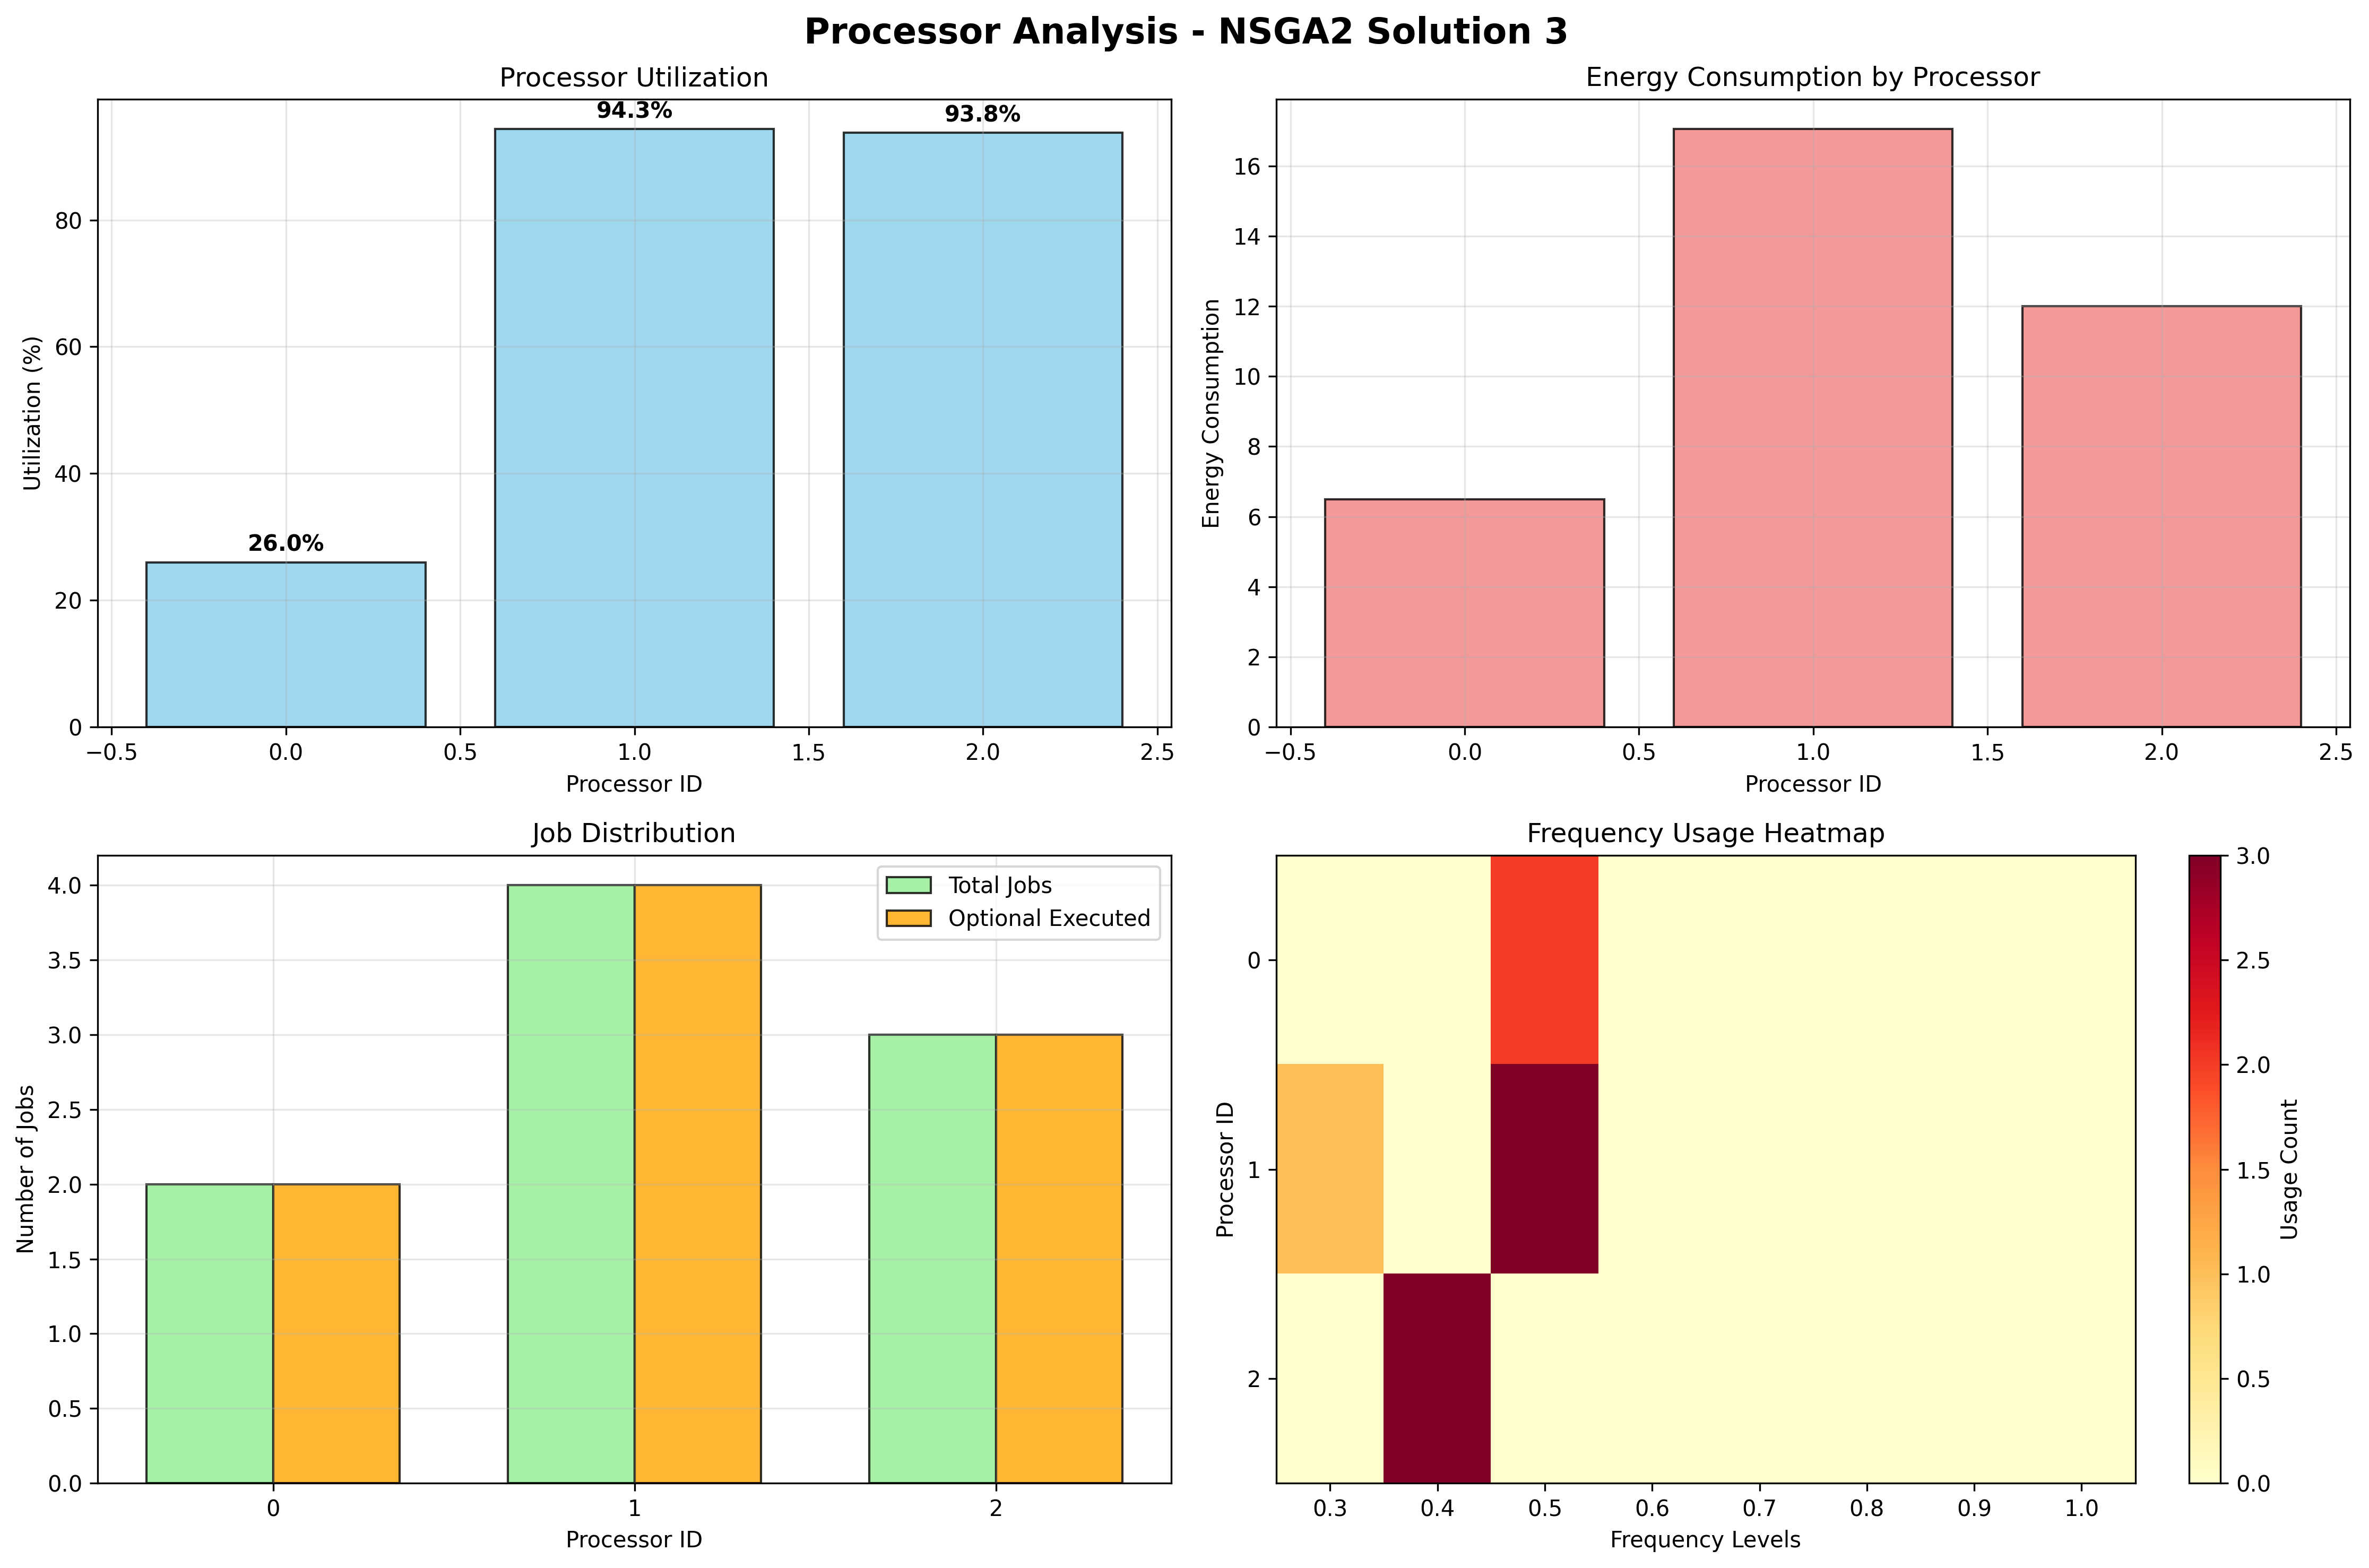 Processor Analysis - NSGA2 Solution 3
Processor Utilization
Utilization (%)
80
60
40
20
0
26.0%
94.3%
93.8%
−0.5 0.0 0.5 1.0 1.5 2.0 2.5
Processor ID
Energy Consumption by Processor
Energy Consumption
16
14
12
10
8
6
4
2
0
−0.5 0.0 0.5 1.0 1.5 2.0 2.5
Processor ID
Job Distribution
Total Jobs
Optional Executed
Number of Jobs
4.0
3.5
3.0
2.5
2.0
1.5
1.0
0.5
0.0
0 1 2
Processor ID
Frequency Usage Heatmap
Processor ID
0
1
2
0.3 0.4 0.5 0.6 0.7 0.8 0.9 1.0
Frequency Levels
3.0
2.5
2.0
1.5
1.0
0.5
0.0
Usage Count